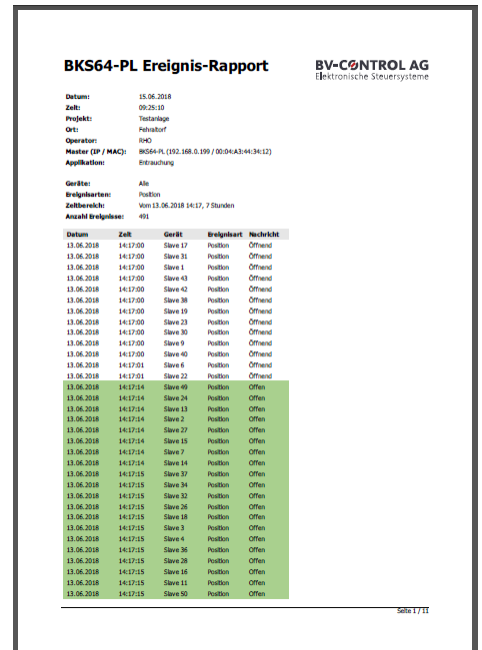 BKS64-PL Ereignis-Rapport
BV-CONTROL AG
Elektronische Steuersysteme
Datum: 15.06.2018
Zeit: 09:25:10
Projekt: Testanlage
Ort: Fehraltorf
Operator: RHO
Master (IP / MAC): BKS64-PL (192.168.0.199 / 00:04:A3:44:34:12)
Applikation: Entrauchung
Geräte: Alle
Ereignisarten: Position
Zeitbereich: Vom 13.06.2018 14:17, 7 Stunden
Anzahl Ereignisse: 491
Datum Zeit Gerät Ereignisart Nachricht
13.06.2018 14:17:00 Slave 17 Position Öffnend
13.06.2018 14:17:00 Slave 31 Position Öffnend
13.06.2018 14:17:00 Slave 1 Position Öffnend
13.06.2018 14:17:00 Slave 43 Position Öffnend
13.06.2018 14:17:00 Slave 42 Position Öffnend
13.06.2018 14:17:00 Slave 38 Position Öffnend
13.06.2018 14:17:00 Slave 19 Position Öffnend
13.06.2018 14:17:00 Slave 23 Position Öffnend
13.06.2018 14:17:00 Slave 30 Position Öffnend
13.06.2018 14:17:00 Slave 9 Position Öffnend
13.06.2018 14:17:00 Slave 40 Position Öffnend
13.06.2018 14:17:01 Slave 6 Position Öffnend
13.06.2018 14:17:01 Slave 22 Position Öffnend
13.06.2018 14:17:14 Slave 49 Position Offen
13.06.2018 14:17:14 Slave 24 Position Offen
13.06.2018 14:17:14 Slave 13 Position Offen
13.06.2018 14:17:14 Slave 2 Position Offen
13.06.2018 14:17:14 Slave 27 Position Offen
13.06.2018 14:17:14 Slave 15 Position Offen
13.06.2018 14:17:14 Slave 7 Position Offen
13.06.2018 14:17:14 Slave 14 Position Offen
13.06.2018 14:17:15 Slave 37 Position Offen
13.06.2018 14:17:15 Slave 34 Position Offen
13.06.2018 14:17:15 Slave 32 Position Offen
13.06.2018 14:17:15 Slave 26 Position Offen
13.06.2018 14:17:15 Slave 18 Position Offen
13.06.2018 14:17:15 Slave 3 Position Offen
13.06.2018 14:17:15 Slave 4 Position Offen
13.06.2018 14:17:15 Slave 36 Position Offen
13.06.2018 14:17:15 Slave 28 Position Offen
13.06.2018 14:17:15 Slave 16 Position Offen
13.06.2018 14:17:15 Slave 11 Position Offen
13.06.2018 14:17:15 Slave 50 Position Offen
Seite 1 / 11